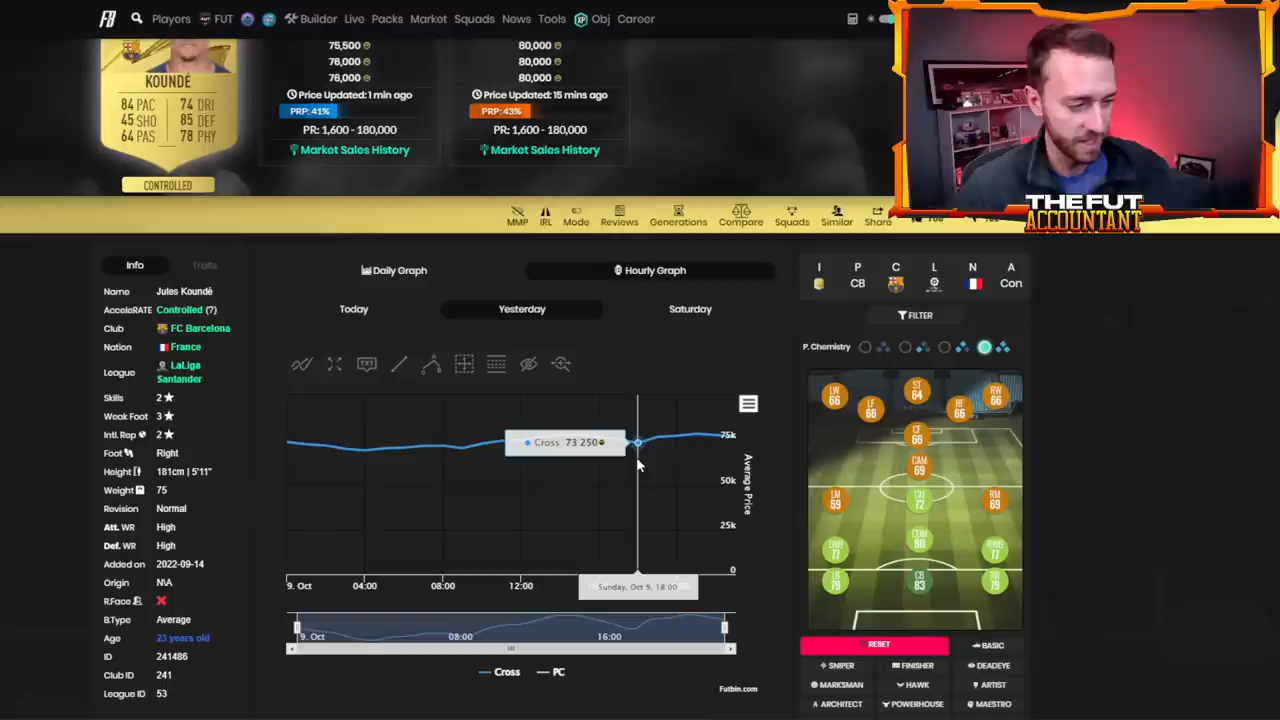 FB Players FUT Builder Live Packs Market Squads News Tools XP Obj Career
KOUNDÉ
84 PAC 74 DRI
45 SHO 85 DEF
64 PAS 78 PHY
CONTROLLED
75,500
76,000
76,000
Price Updated: 1 min ago
PRP: 41%
PR: 1,600 - 180,000
Market Sales History
80,000
80,000
80,000
Price Updated: 15 mins ago
PRP: 43%
PR: 1,600 - 180,000
Market Sales History
THE FUT
ACCOUNTANT
MMP IRL Mode Reviews Generations Compare Squads Similar Share
Info Traits
Name Jules Koundé
AcceleRATE Controlled (?)
Club FC Barcelona
Nation France
League LaLiga
Santander
Skills 2
Weak Foot 3
Intl. Rep 2
Foot Right
Height 181cm | 5'11"
Weight 75
Revision Normal
Att. WR High
Def. WR High
Added on 2022-09-14
Origin N\A
R.Face
B.Type Average
Age 23 years old
ID 241486
Club ID 241
League ID 53
Daily Graph Hourly Graph
Today Yesterday Saturday
TXT
Cross 73 250
75k
50k
25k
0
Average Price
9. Oct 04:00 08:00 12:00
Sunday, Oct 9, 18:00
9. Oct 08:00 16:00
Cross PC
Futbin.com
I P C L N A
CB Con
FILTER
P. Chemistry
LW 66
ST 64
RW 66
LF 66
RF 66
CF 66
CAM 69
LM 69
CM 72
RM 69
LWB 77
CDM 80
RWB 77
LB 79
CB 83
RB 79
RESET BASIC
SNIPER FINISHER DEADEYE
MARKSMAN HAWK ARTIST
ARCHITECT POWERHOUSE MAESTRO